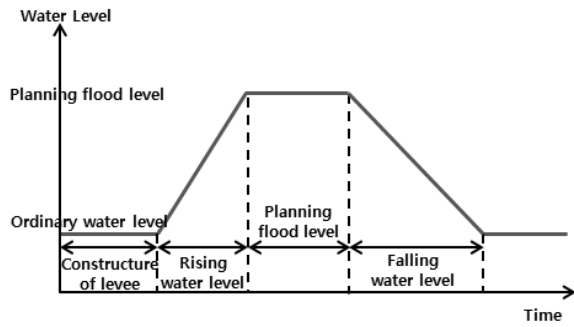 Water Level
Planning flood level
Ordinary water level
Planning
flood level
Constructure
of levee
Rising
water level
Falling
water level
Time